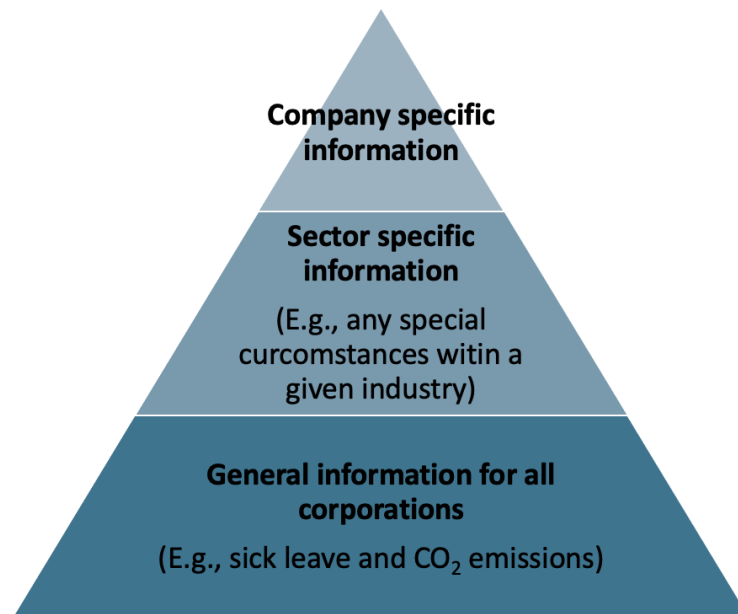 Company specific
information
Sector specific
information
(E.g., any special
curcomstances witin a
given industry)
General information for all
corporations
(E.g., sick leave and CO₂ emissions)